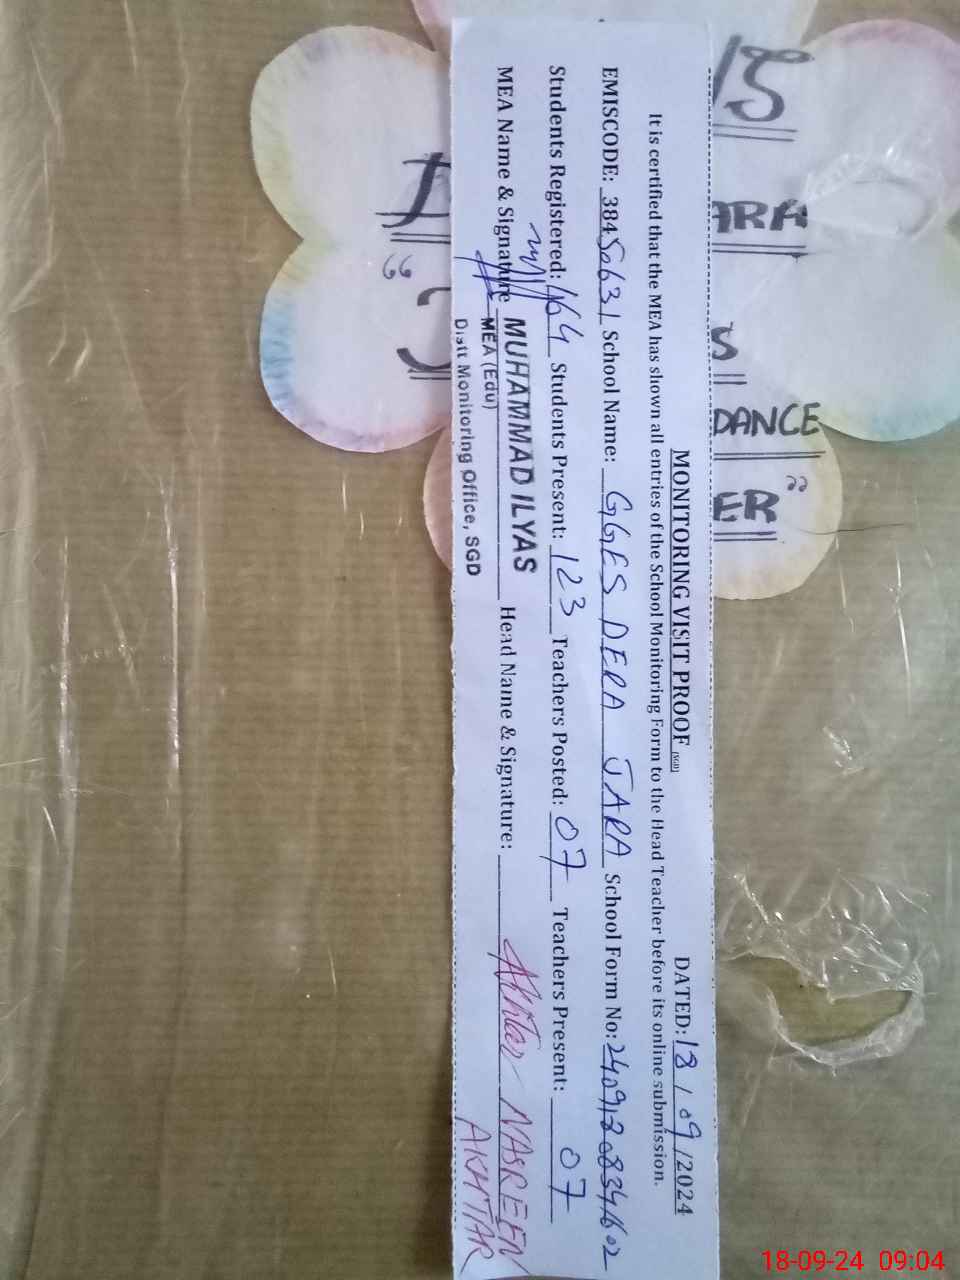 MONITORING VISIT PROOF (SGD) DATED: 18/09/2024
It is certified that the MEA has shown all entries of the School Monitoring Form to the Head Teacher before its online submission.
EMISCODE: 38450631 School Name: GGES DERA JARA School Form No:
Students Registered: 164 Students Present: 123 Teachers Posted: 07 Teachers Present: 07
MEA Name & Signature MUHAMMAD ILYAS Head Name & Signature: Akhter NASREEN AKHTAR
MEA (Edu)
Distt Monitoring Office, SGD
ARA
DANCE
ER
18-09-24 09:04